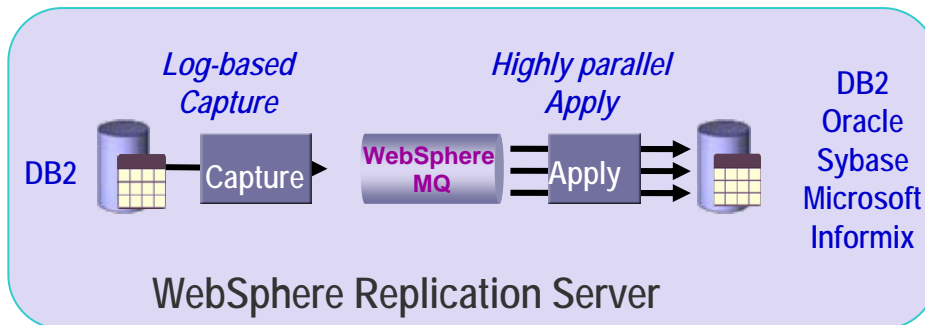 Log-based
Capture
Highly parallel
Apply
DB2
Capture
WebSphere
MQ
Apply
DB2
Oracle
Sybase
Microsoft
Informix
WebSphere Replication Server